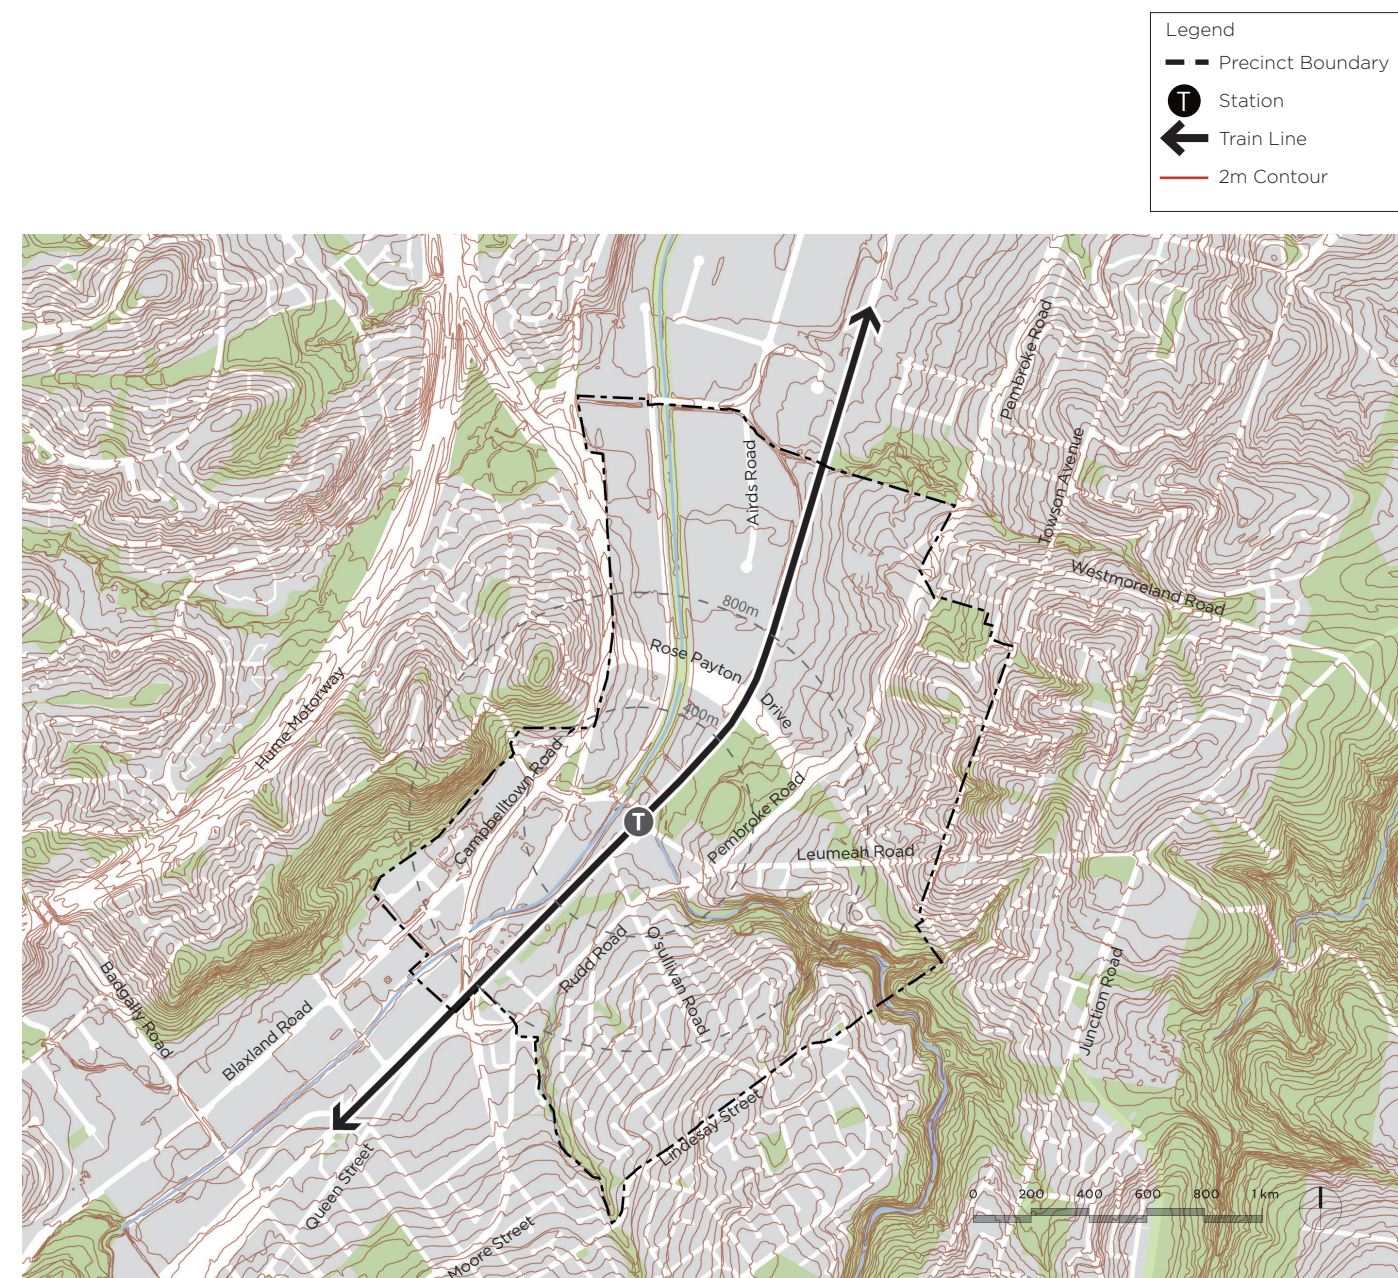 Legend
Precinct Boundary
T
Station
Train Line
2m Contour
Pembroke Road
Towson Avenue
Airds Road
Westmoreland Road
800m
Rose Payton
Drive
400m
Hume Motorway
Campbelltown Road
T
Pembroke Road
Leumeah Road
Rudd Road
O'sullivan Road
Badgally Road
Blaxland Road
Junction Road
Lindesay Street
Queen Street
Moore Street
0 200 400 600 800 1 km